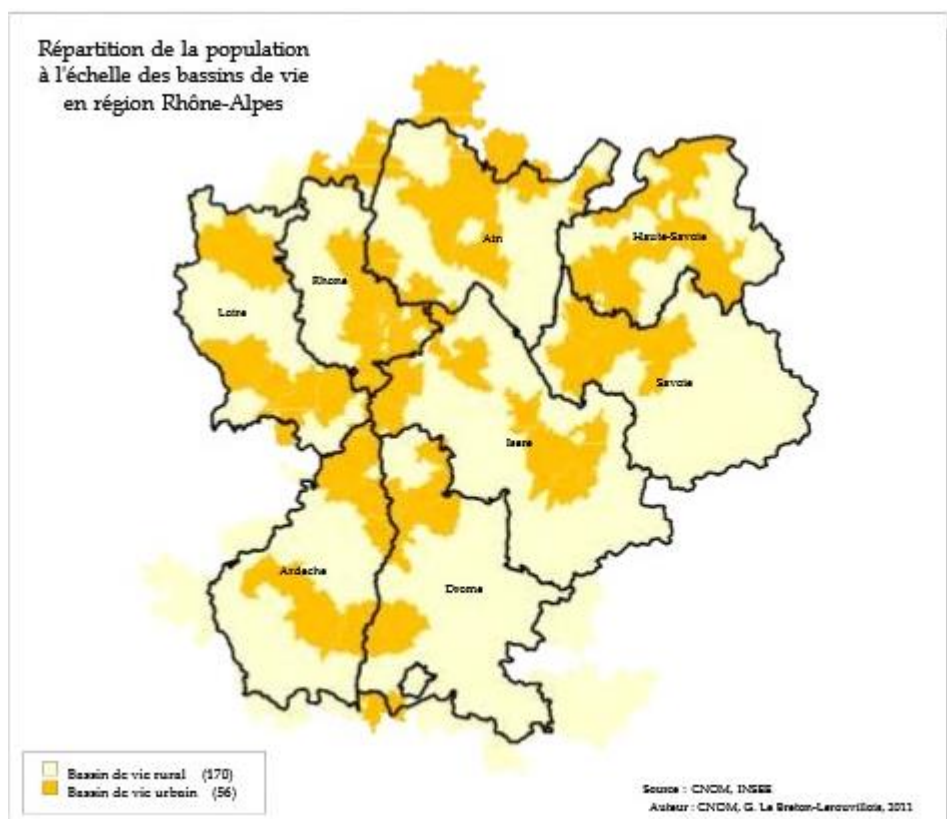 Répartition de la population
à l'échelle des bassins de vie
en région Rhône-Alpes
Ain
Haute-Savoie
Rhone
Loire
Savoie
Isere
Ardeche
Drome
Bassin de vie rural (170)
Bassin de vie urbain (56)
Source : CNOM, INSEE
Auteur : CNOM, G. Le Breton-Lerouvillois, 2011